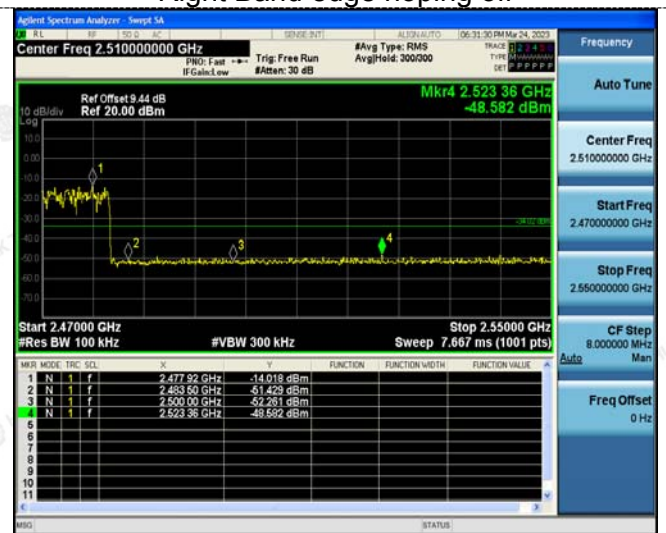 Right Band edge hoping off
Agilent Spectrum Analyzer - Swept SA
RL RF 50 Ω AC SENSE:INT ALIGNAUTO 06:31:30 PM Mar 24, 2023
Center Freq 2.510000000 GHz
#Avg Type: RMS
Avg|Hold: 300/300
TRACE 1 2 3 4 5 6
TYPE M
DET P P P P P P
PNO: Fast
IFGain:Low
Trig: Free Run
#Atten: 30 dB
Frequency
Auto Tune
Ref Offset 9.44 dB
Ref 20.00 dBm
10 dB/div
Log
Mkr4 2.523 36 GHz
-48.582 dBm
Center Freq
2.510000000 GHz
Start Freq
2.470000000 GHz
Stop Freq
2.550000000 GHz
CF Step
8.000000 MHz
Auto Man
Freq Offset
0 Hz
10.0
0.00
-10.0
-20.0
-30.0
-40.0
-50.0
-60.0
-70.0
1
2
3
4
-34.02 dBm
Start 2.47000 GHz Stop 2.55000 GHz
#Res BW 100 kHz #VBW 300 kHz Sweep 7.667 ms (1001 pts)
MKR MODE TRC SCL X Y FUNCTION FUNCTION WIDTH FUNCTION VALUE
1 N 1 f 2.477 92 GHz -14.018 dBm
2 N 1 f 2.483 50 GHz -51.429 dBm
3 N 1 f 2.500 00 GHz -52.261 dBm
4 N 1 f 2.523 36 GHz -48.582 dBm
5
6
7
8
9
10
11
MSG STATUS